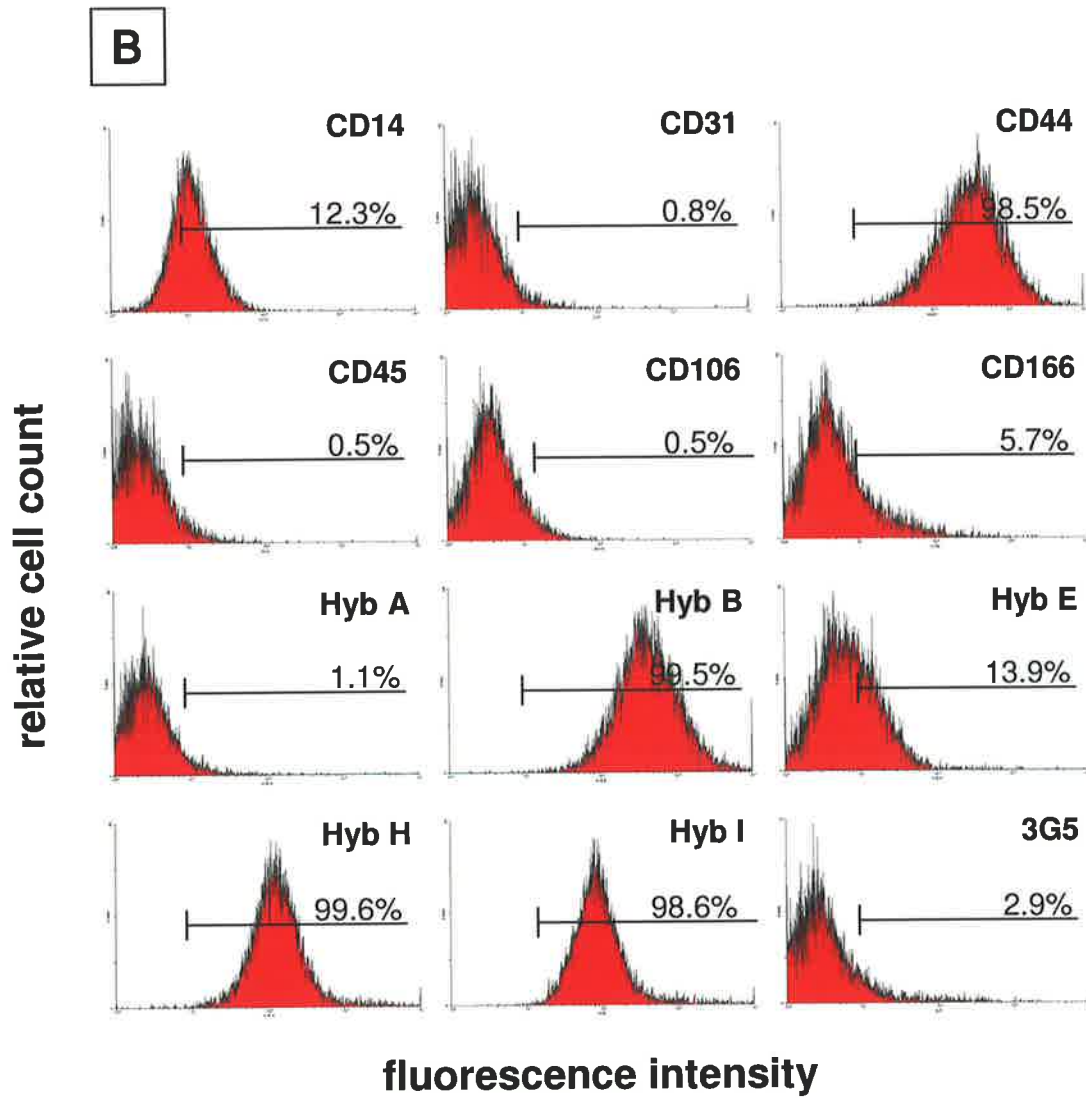 B
CD14
12.3%
CD31
0.8%
CD44
98.5%
CD45
0.5%
CD106
0.5%
CD166
5.7%
Hyb A
1.1%
Hyb B
99.5%
Hyb E
13.9%
Hyb H
99.6%
Hyb I
98.6%
3G5
2.9%
relative cell count
fluorescence intensity